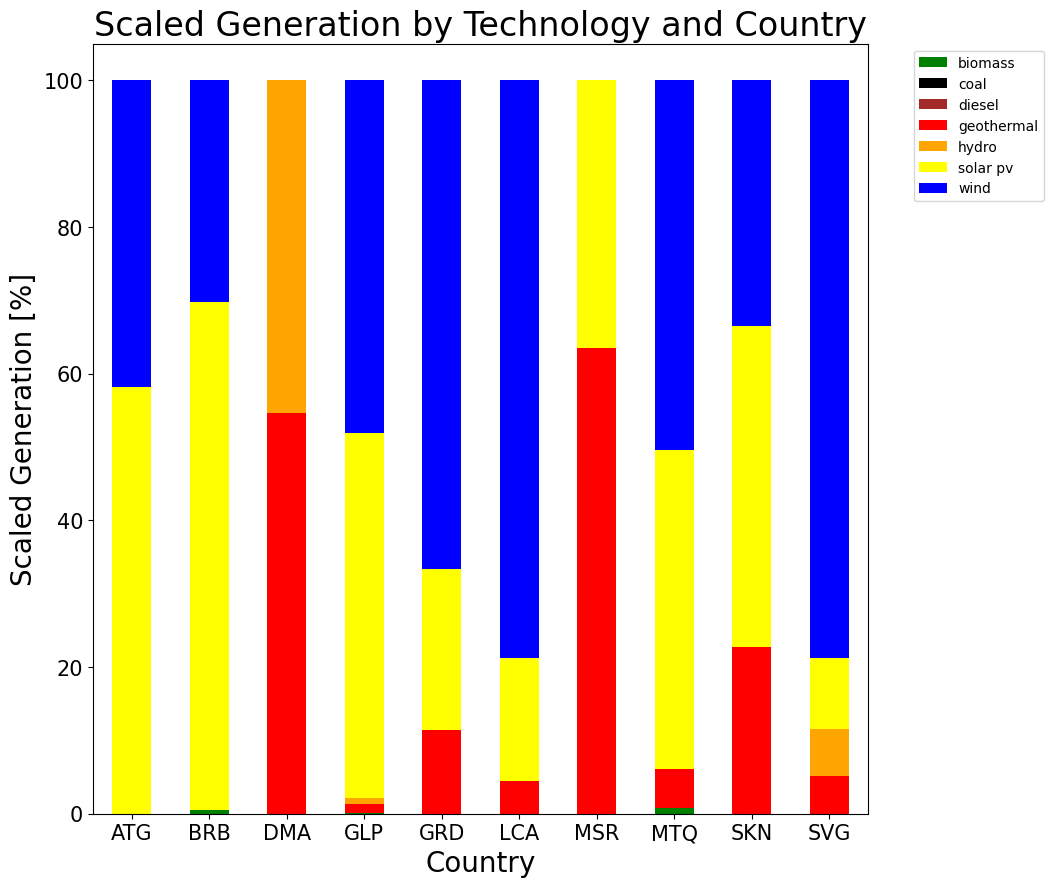 Scaled Generation by Technology and Country
Scaled Generation [%]
100
80
60
40
20
0
ATG BRB DMA GLP GRD LCA MSR MTQ SKN SVG
Country
biomass
coal
diesel
geothermal
hydro
solar pv
wind